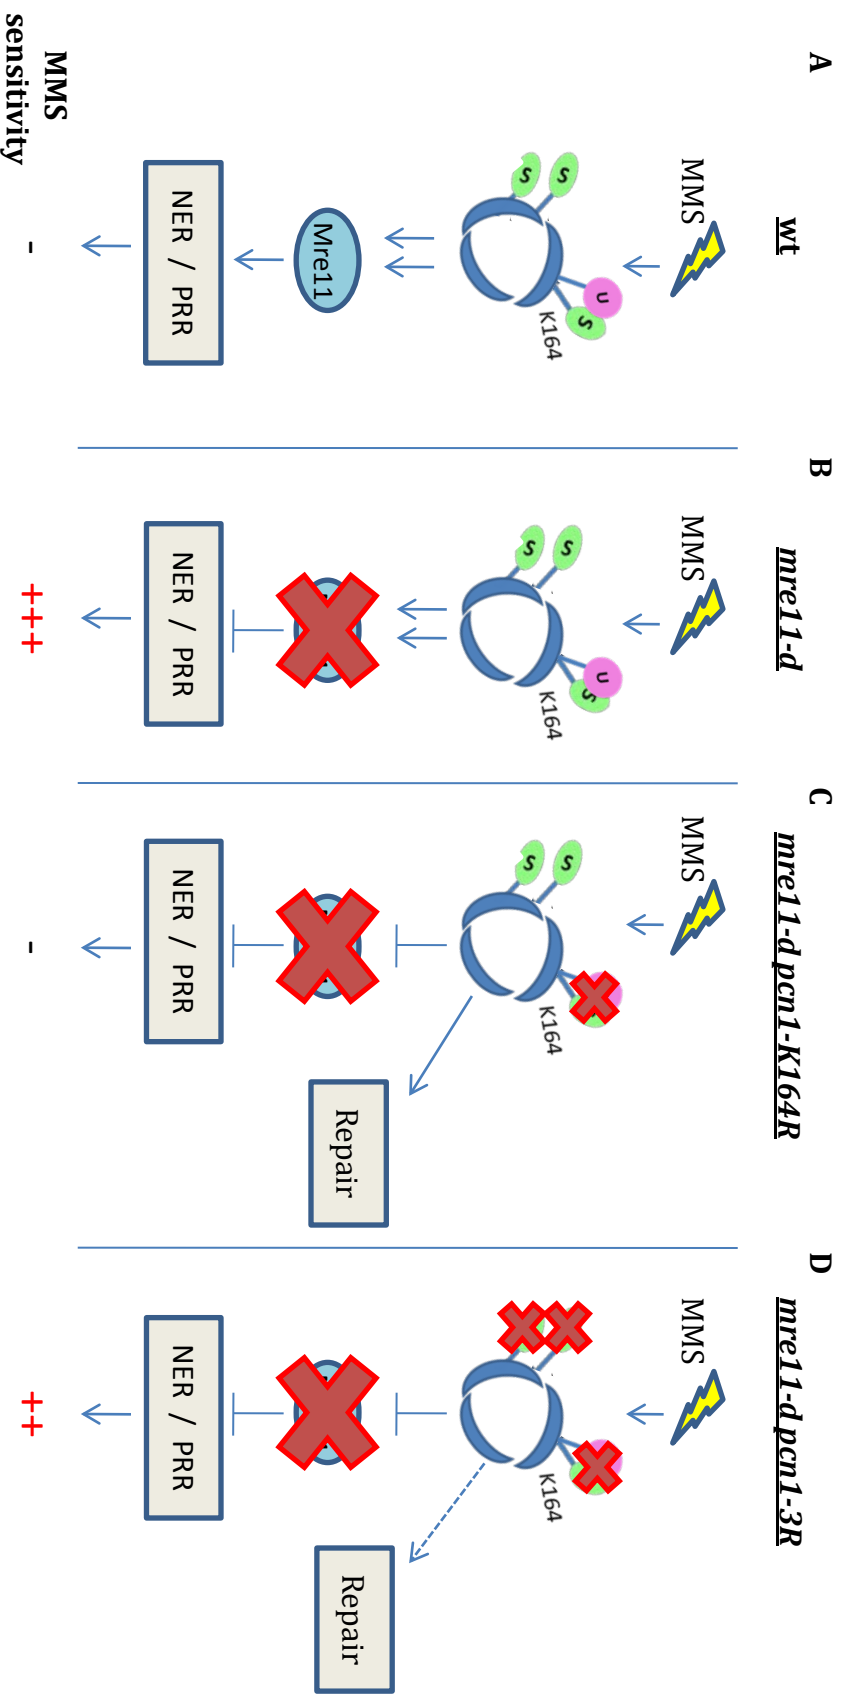 A
wt
MMS
S
S
U
S
K164
Mre11
NER / PRR
MMS
sensitivity
-
B
mre11-d
MMS
S
S
U
S
K164
NER / PRR
+++
C
mre11-d pcn1-K164R
MMS
S
S
K164
Repair
NER / PRR
-
D
mre11-d pcn1-3R
MMS
K164
Repair
NER / PRR
++